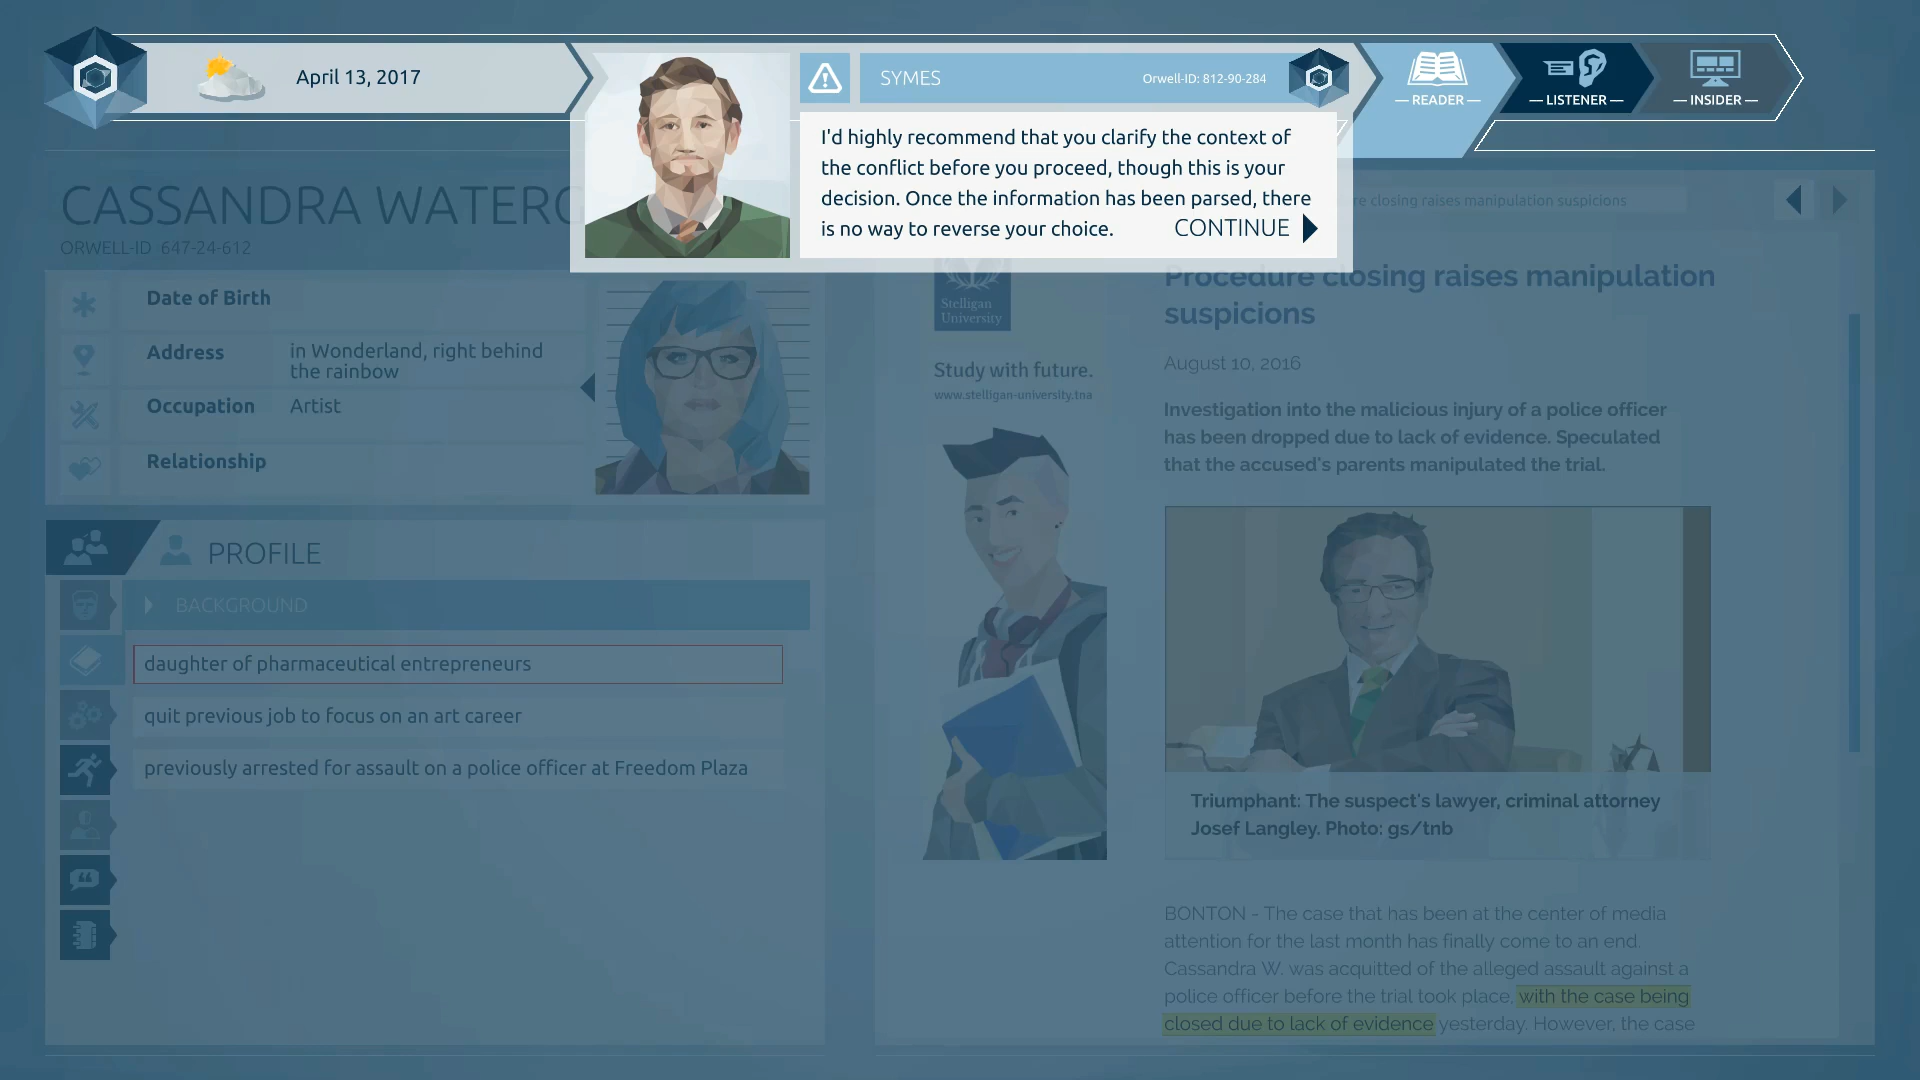 April 13, 2017
SYMES
Orwell-ID: 812-90-284
I'd highly recommend that you clarify the context of
the conflict before you proceed, though this is your
decision. Once the information has been parsed, there
is no way to reverse your choice.
CONTINUE
READER
LISTENER
INSIDER
CASSANDRA WATERG
ORWELL-ID 647-24-612
Date of Birth
Address
in Wonderland, right behind
the rainbow
Occupation
Artist
Relationship
PROFILE
BACKGROUND
daughter of pharmaceutical entrepreneurs
quit previous job to focus on an art career
previously arrested for assault on a police officer at Freedom Plaza
re closing raises manipulation suspicions
Stelligan
University
Study with future.
www.stelligan-university.tna
Procedure closing raises manipulation
suspicions
August 10, 2016
Investigation into the malicious injury of a police officer
has been dropped due to lack of evidence. Speculated
that the accused's parents manipulated the trial.
Triumphant: The suspect's lawyer, criminal attorney
Josef Langley. Photo: gs/tnb
BONTON - The case that has been at the center of media
attention for the last month has finally come to an end.
Cassandra W. was acquitted of the alleged assault against a
police officer before the trial took place, with the case being
closed due to lack of evidence yesterday. However, the case